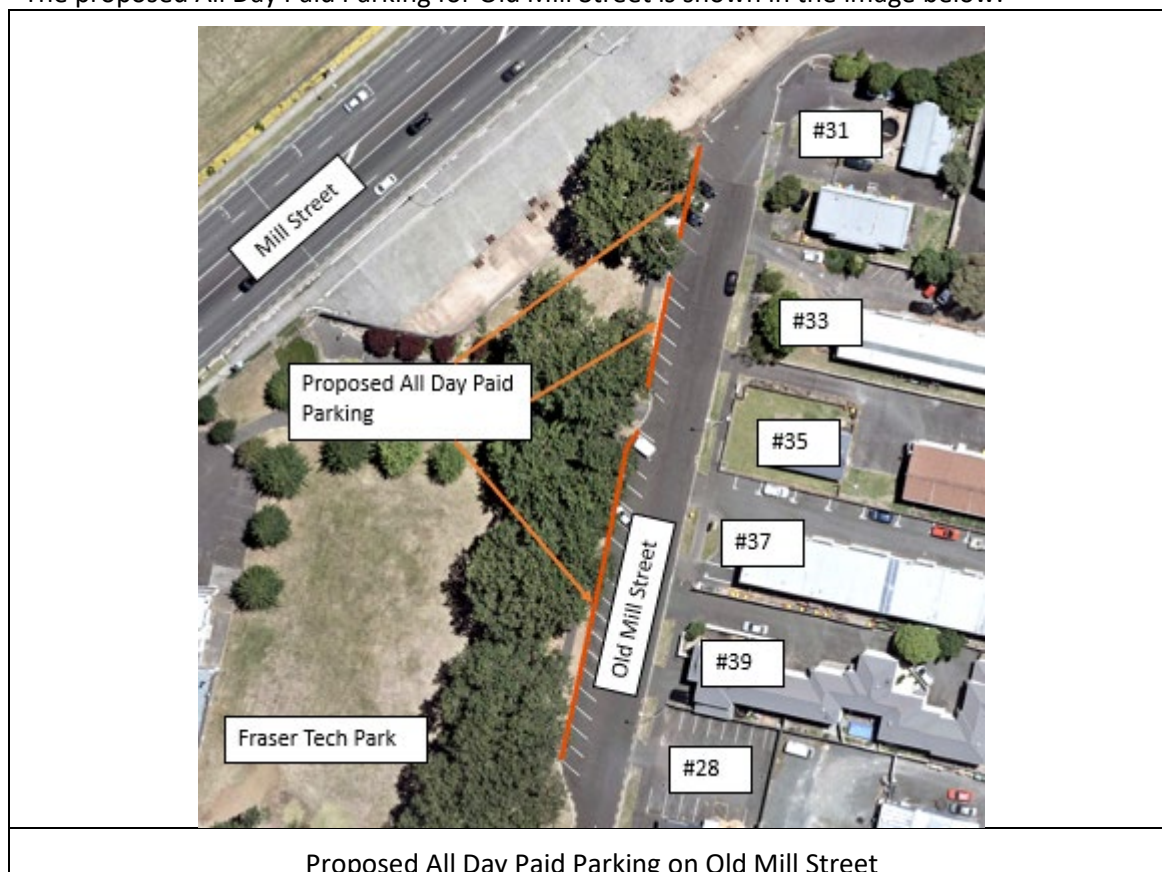 The proposed All Day Paid Parking for Old Mill Street is shown in the image below.
Mill Street
#31
#33
Proposed All Day Paid
Parking
#35
#37
Old Mill Street
#39
Fraser Tech Park
#28
Proposed All Day Paid Parking on Old Mill Street